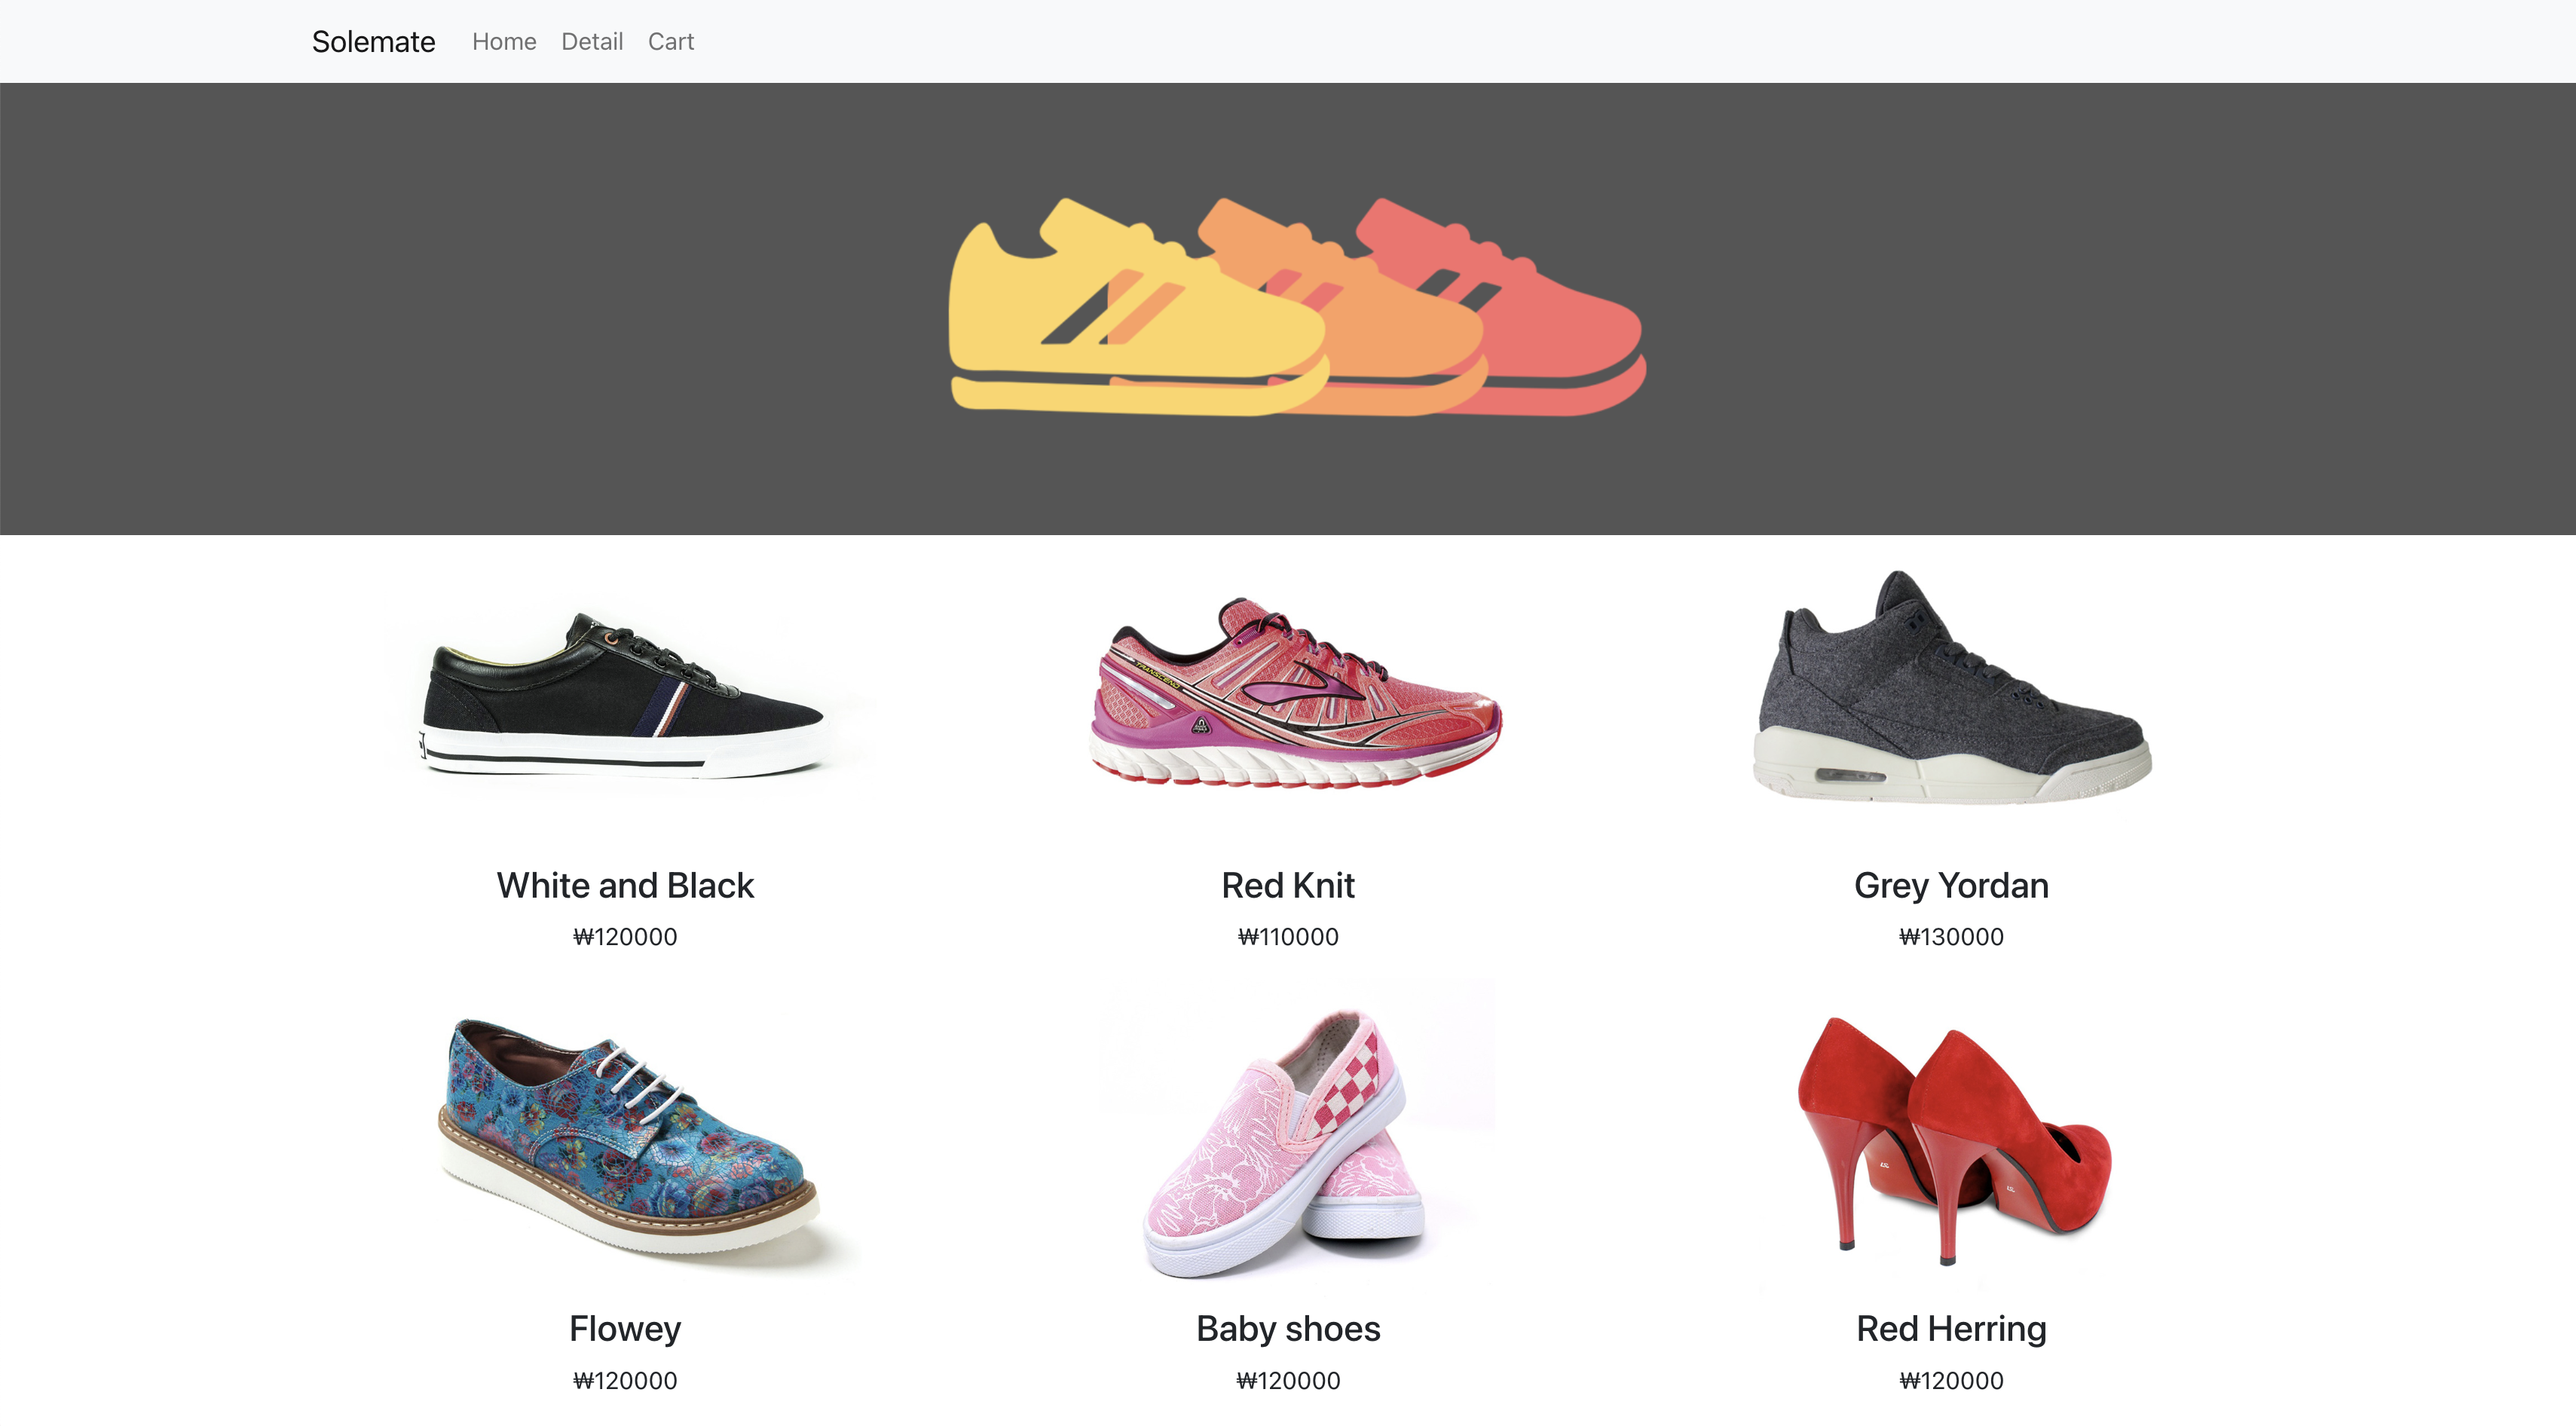 Solemate Home Detail Cart
TRANSCEND
White and Black
₩120000
Red Knit
₩110000
Grey Yordan
₩130000
Flowey
₩120000
Baby shoes
₩120000
Red Herring
₩120000